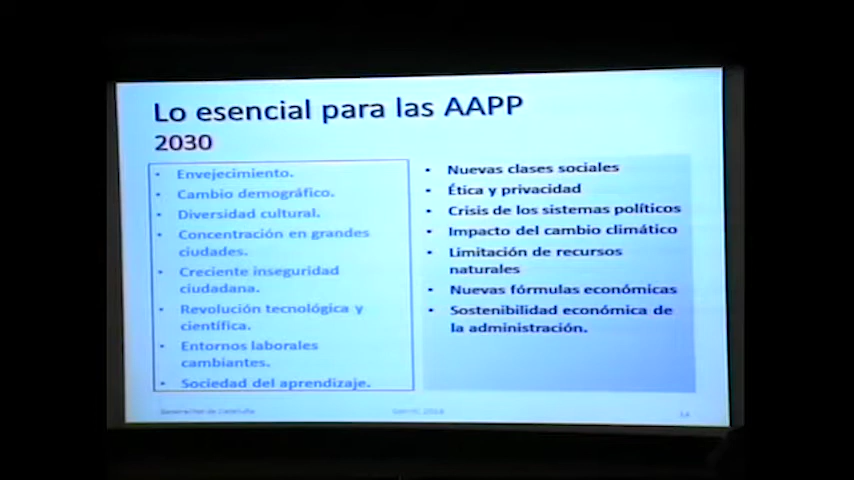 Lo esencial para las AAPP
2030
• Envejecimiento.
• Cambio demográfico.
• Diversidad cultural.
• Concentración en grandes
ciudades.
• Creciente inseguridad
ciudadana.
• Revolución tecnológica y
científica.
• Entornos laborales
cambiantes.
• Sociedad del aprendizaje.
• Nuevas clases sociales
• Ética y privacidad
• Crisis de los sistemas políticos
• Impacto del cambio climático
• Limitación de recursos
naturales
• Nuevas fórmulas económicas
• Sostenibilidad económica de
la administración.